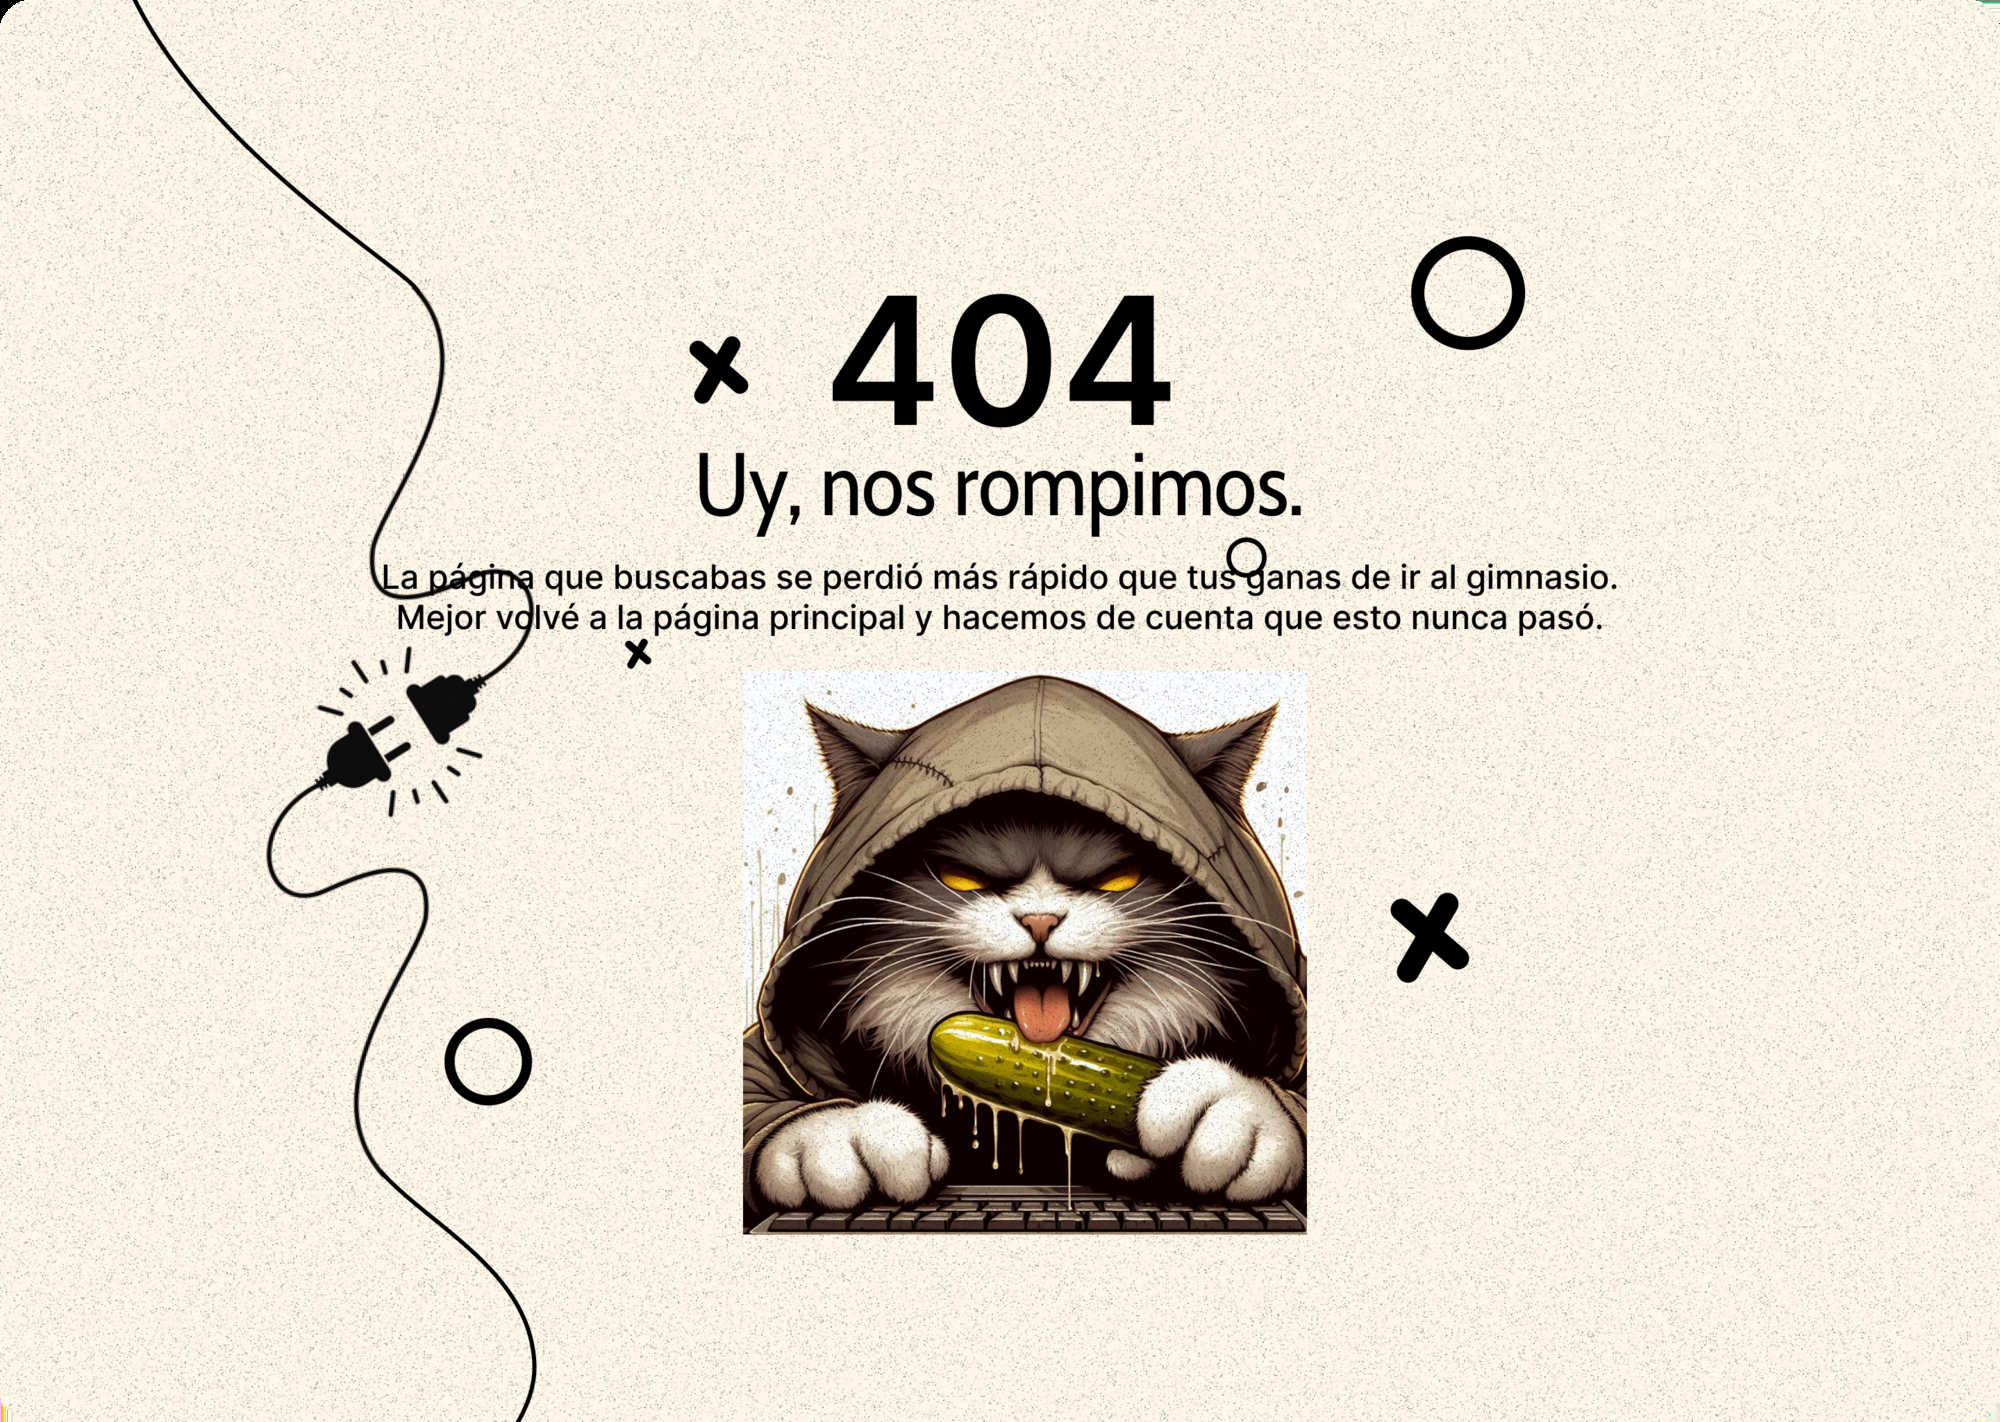 404
Uy, nos rompimos.
La página que buscabas se perdió más rápido que tus ganas de ir al gimnasio.
Mejor volvé a la página principal y hacemos de cuenta que esto nunca pasó.